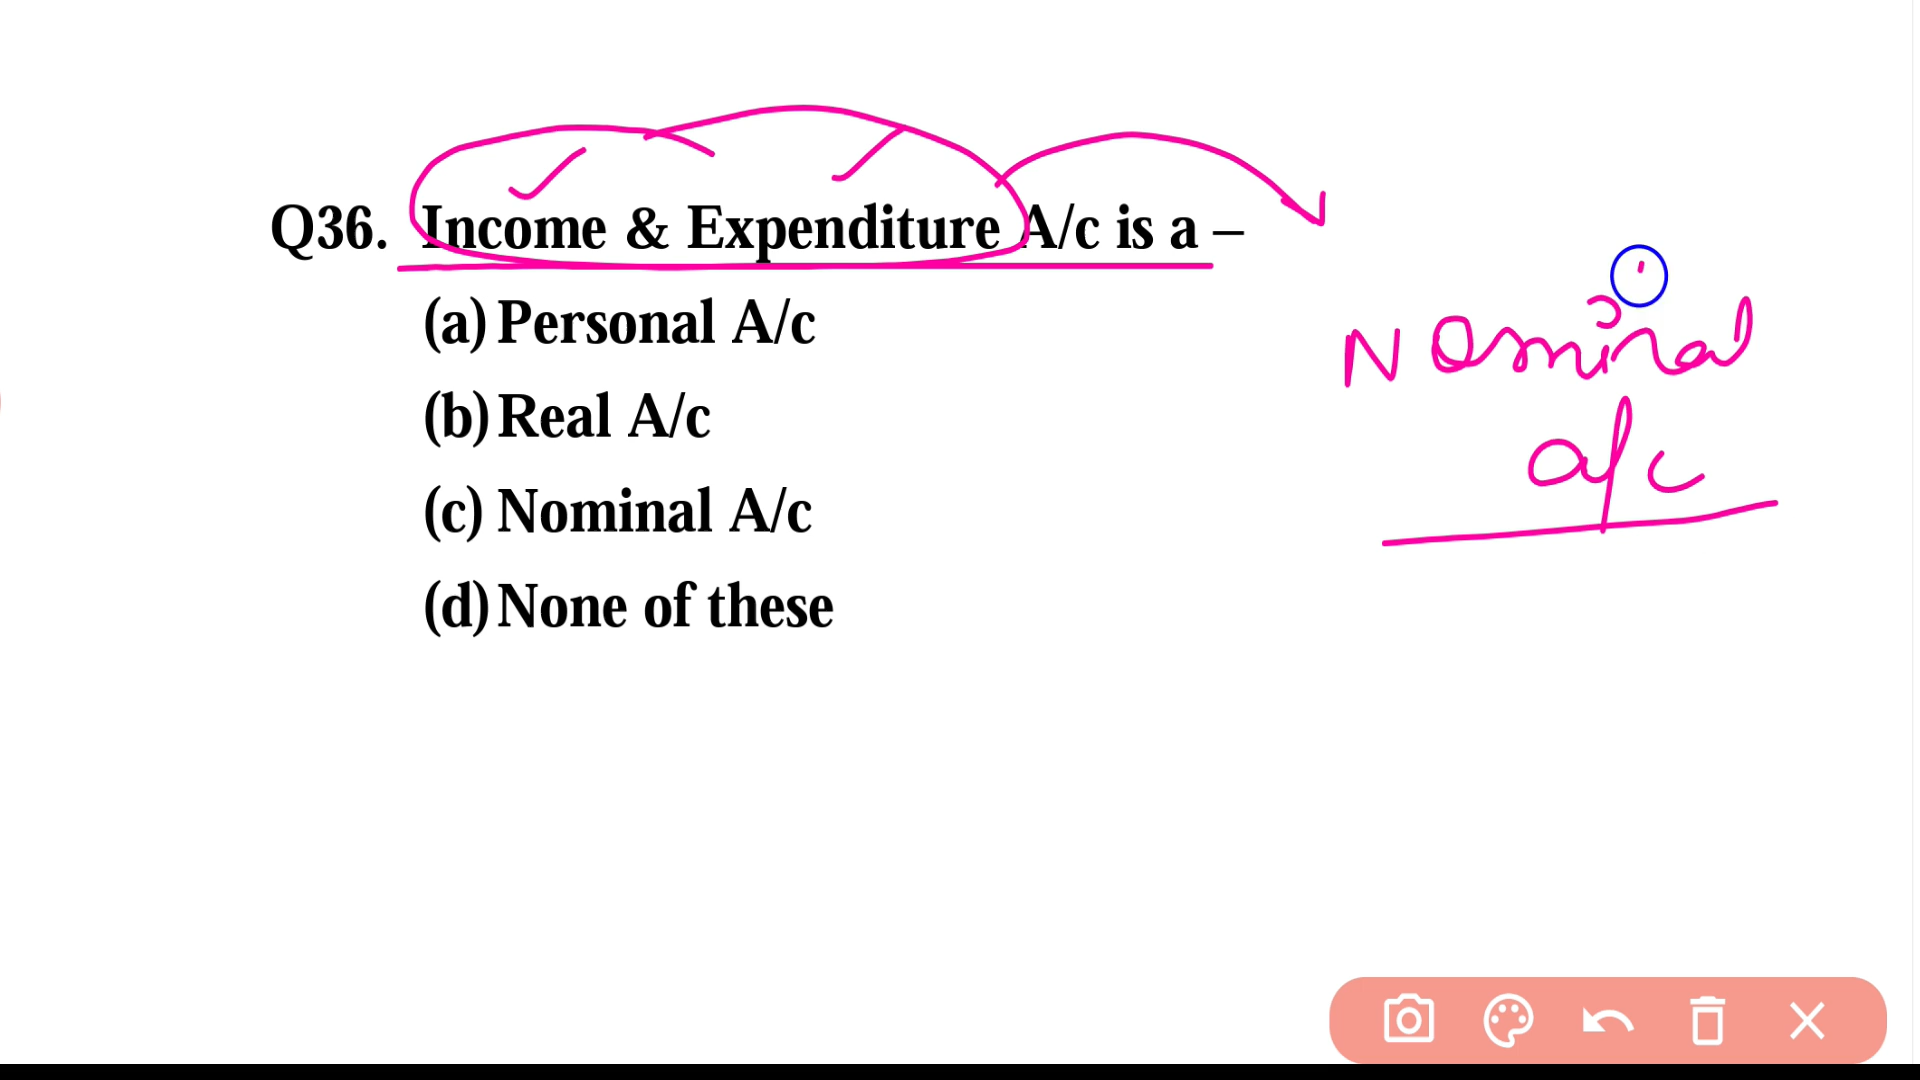 Q36. Income & Expenditure A/c is a –
(a) Personal A/c
(b) Real A/c
(c) Nominal A/c
(d) None of these
Nominal
a/c